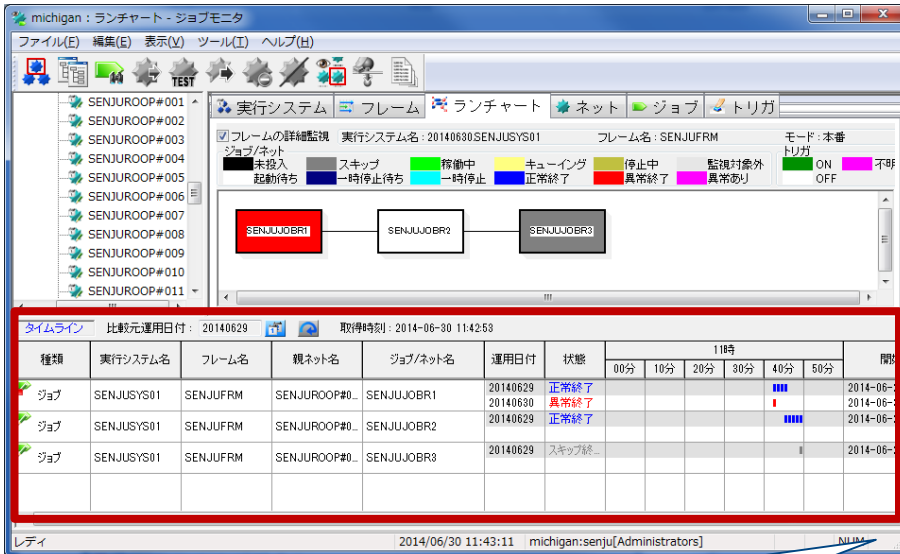 michigan : ランチャート - ジョブモニタ
ファイル(F) 編集(E) 表示(V) ツール(T) ヘルプ(H)
TEST
SENJUROOP#001
SENJUROOP#002
SENJUROOP#003
SENJUROOP#004
SENJUROOP#005
SENJUROOP#006
SENJUROOP#007
SENJUROOP#008
SENJUROOP#009
SENJUROOP#010
SENJUROOP#011
実行システム フレーム ランチャート ネット ジョブ トリガ
フレームの詳細監視 実行システム名 : 20140630SENJUSYS01 フレーム名 : SENJUFRM モード : 本番
ジョブ/ネット トリガ
未投入 スキップ 稼働中 キューイング 停止中 監視対象外 ON 不明
起動待ち 一時停止待ち 一時停止 正常終了 異常終了 異常あり OFF
SENJUJOBR1 SENJUJOBR2 SENJUJOBR3
タイムライン 比較元運用日付 : 20140629 取得時刻 : 2014-06-30 11:42:53
種類 実行システム名 フレーム名 親ネット名 ジョブ/ネット名 運用日付 状態 11時
00分 10分 20分 30分 40分 50分
ジョブ SENJUSYS01 SENJUFRM SENJUROOP#0... SENJUJOBR1 20140629 正常終了 2014-06-
20140630 異常終了 2014-06-
ジョブ SENJUSYS01 SENJUFRM SENJUROOP#0... SENJUJOBR2 20140629 正常終了 2014-06-
ジョブ SENJUSYS01 SENJUFRM SENJUROOP#0... SENJUJOBR3 20140629 スキップ終... 2014-06-
レディ 2014/06/30 11:43:11 michigan:senju[Administrators] NUM